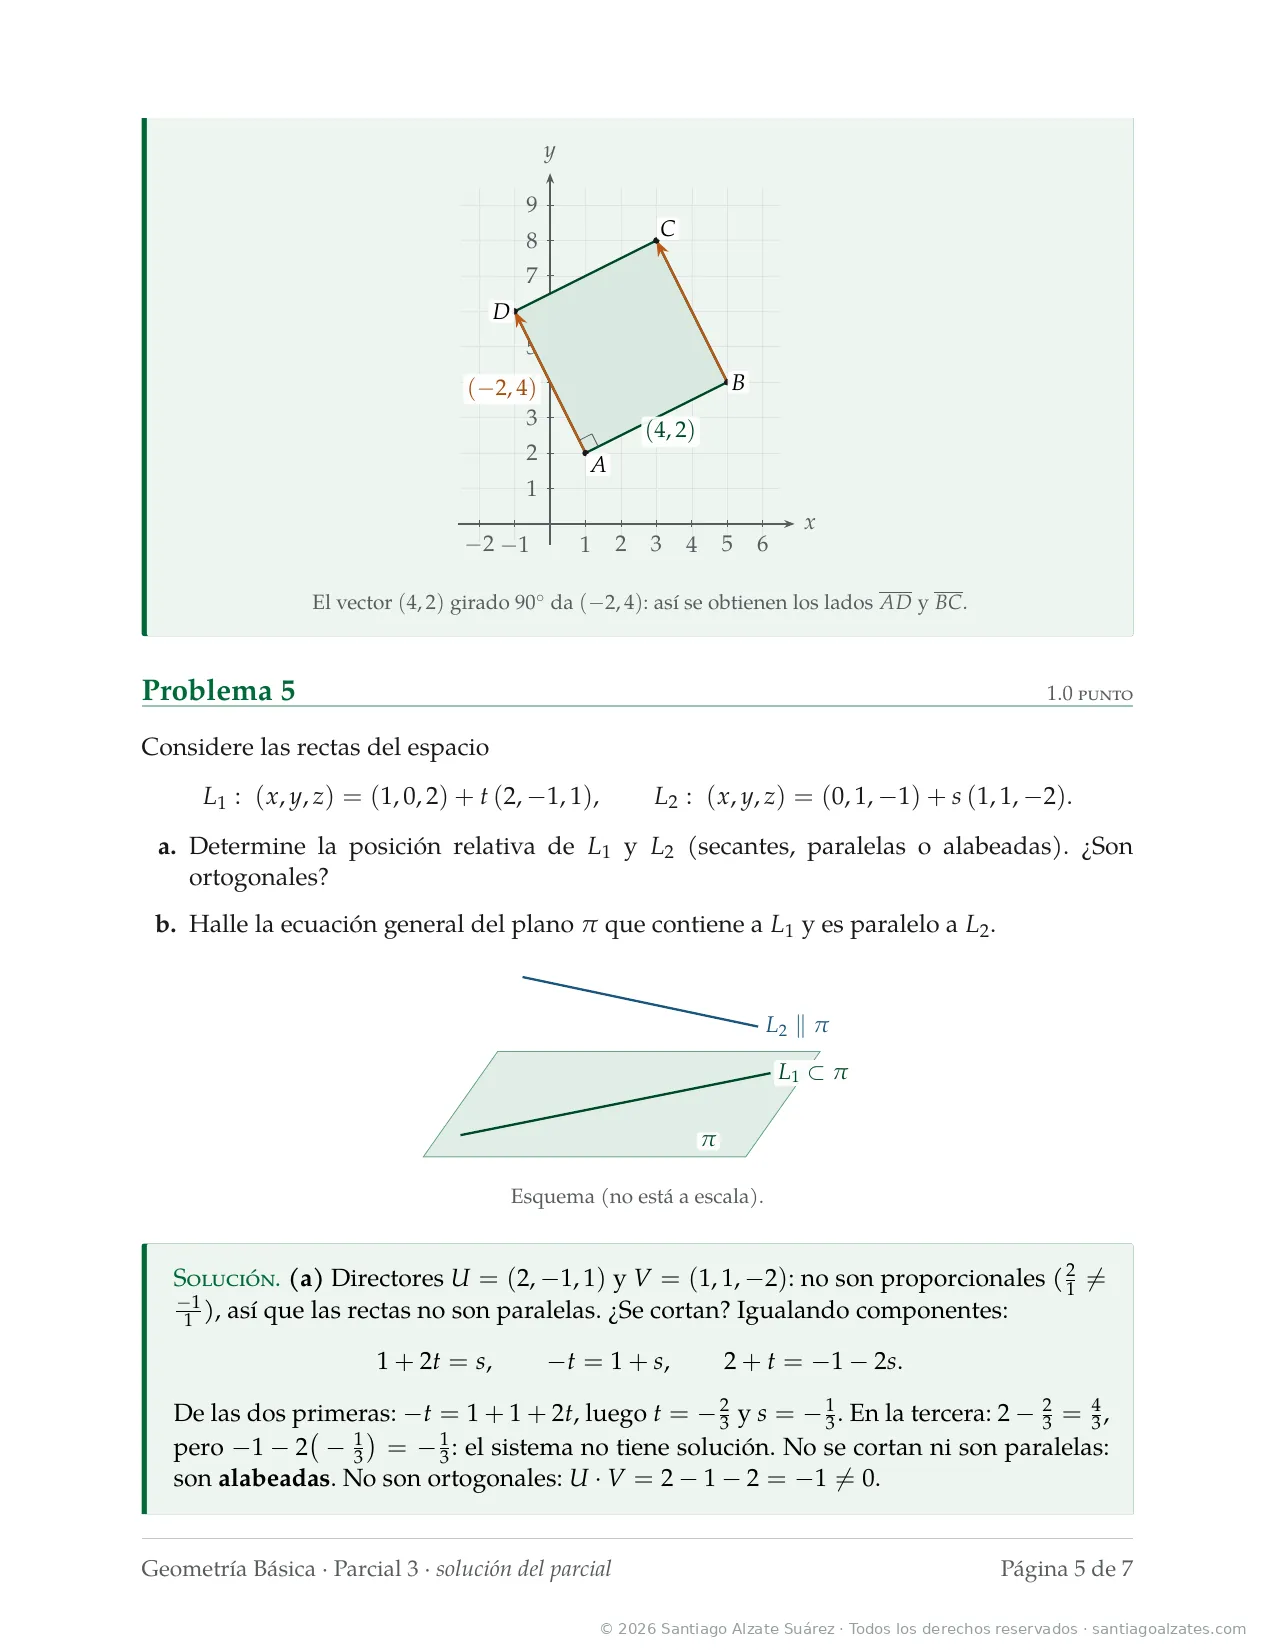 y
9
8
7
5
3
2
1
C
D
B
A
(−2, 4)
(4, 2)
x
−2 −1 1 2 3 4 5 6
El vector (4, 2) girado 90° da (−2, 4): así se obtienen los lados A̅D̅ y B̅C̅.
Problema 5 1.0 PUNTO
Considere las rectas del espacio
L₁ : (x, y, z) = (1, 0, 2) + t (2, −1, 1), L₂ : (x, y, z) = (0, 1, −1) + s (1, 1, −2).
a. Determine la posición relativa de L₁ y L₂ (secantes, paralelas o alabeadas). ¿Son
ortogonales?
b. Halle la ecuación general del plano π que contiene a L₁ y es paralelo a L₂.
L₂ ∥ π
L₁ ⊂ π
π
Esquema (no está a escala).
SOLUCIÓN. (a) Directores U = (2, −1, 1) y V = (1, 1, −2): no son proporcionales (2/1 ≠
−1/1), así que las rectas no son paralelas. ¿Se cortan? Igualando componentes:
1 + 2t = s, −t = 1 + s, 2 + t = −1 − 2s.
De las dos primeras: −t = 1 + 1 + 2t, luego t = −2/3 y s = −1/3. En la tercera: 2 − 2/3 = 4/3,
pero −1 − 2(−1/3) = −1/3: el sistema no tiene solución. No se cortan ni son paralelas:
son alabeadas. No son ortogonales: U · V = 2 − 1 − 2 = −1 ≠ 0.
Geometría Básica · Parcial 3 · solución del parcial Página 5 de 7
© 2026 Santiago Alzate Suárez · Todos los derechos reservados · santiagoalzates.com